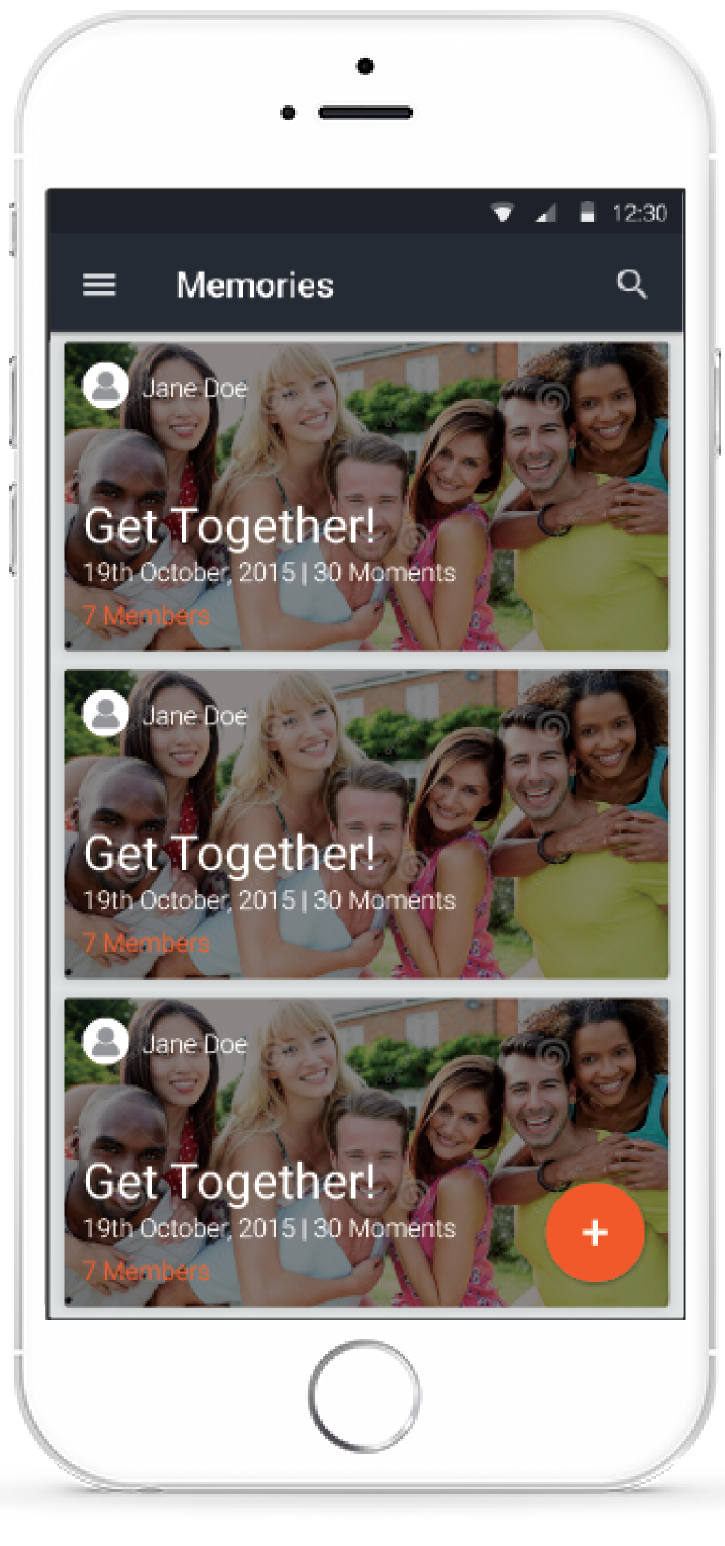 12:30
Memories
Jane Doe
Get Together!
19th October, 2015 | 30 Moments
7 Members
Jane Doe
Get Together!
19th October, 2015 | 30 Moments
7 Members
Jane Doe
Get Together!
19th October, 2015 | 30 Moments
7 Members
+